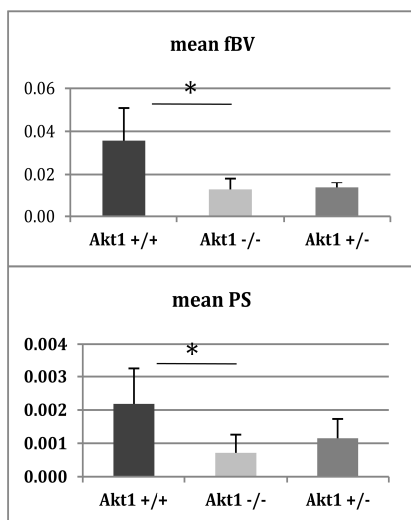 mean fBV
*
0.06
0.04
0.02
0.00
Akt1 +/+ Akt1 -/- Akt1 +/-
mean PS
*
0.004
0.003
0.002
0.001
0.000
Akt1 +/+ Akt1 -/- Akt1 +/-